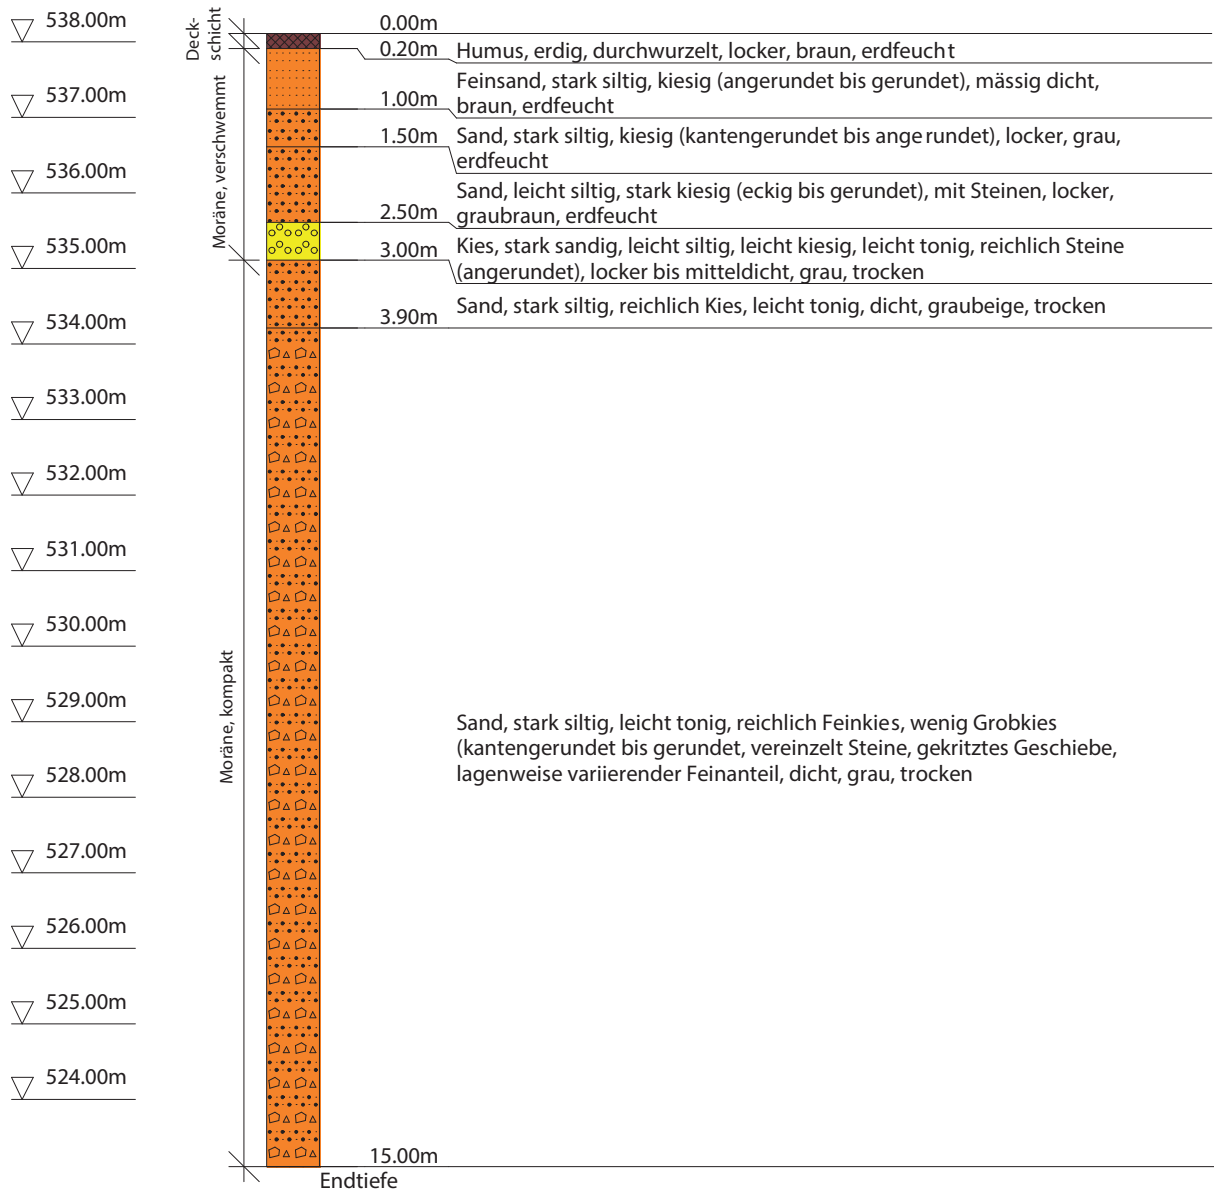 538.00m
537.00m
536.00m
535.00m
534.00m
533.00m
532.00m
531.00m
530.00m
529.00m
528.00m
527.00m
526.00m
525.00m
524.00m
Deck-
schicht
Moräne, verschwemmt
Moräne, kompakt
0.00m
0.20m
Humus, erdig, durchwurzelt, locker, braun, erdfeucht
Feinsand, stark siltig, kiesig (angerundet bis gerundet), mässig dicht,
1.00m
braun, erdfeucht
1.50m
Sand, stark siltig, kiesig (kantengerundet bis angerundet), locker, grau,
erdfeucht
Sand, leicht siltig, stark kiesig (eckig bis gerundet), mit Steinen, locker,
2.50m
graubraun, erdfeucht
3.00m
Kies, stark sandig, leicht siltig, leicht kiesig, leicht tonig, reichlich Steine
(angerundet), locker bis mitteldicht, grau, trocken
Sand, stark siltig, reichlich Kies, leicht tonig, dicht, graubeige, trocken
3.90m
Sand, stark siltig, leicht tonig, reichlich Feinkies, wenig Grobkies
(kantengerundet bis gerundet, vereinzelt Steine, gekritztes Geschiebe,
lagenweise variierender Feinanteil, dicht, grau, trocken
15.00m
Endtiefe